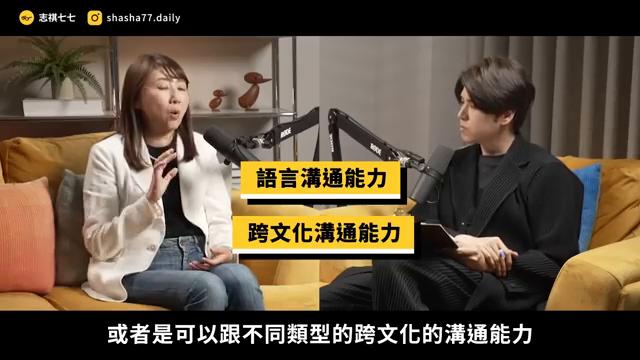 志祺七七 shasha77.daily
RODE
RODE
語言溝通能力
跨文化溝通能力
或者是可以跟不同類型的跨文化的溝通能力